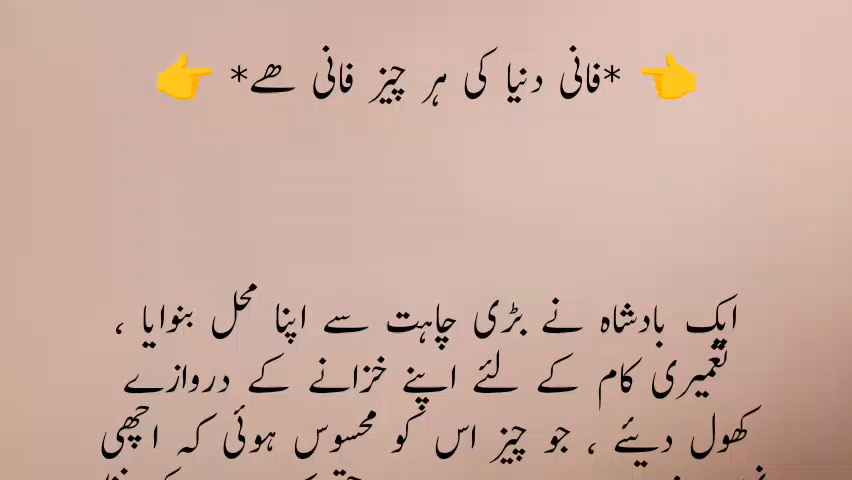 👈 *فانی دنیا کی ہر چیز فانی ھے* 👉
ایک بادشاہ نے بڑی چاہت سے اپنا محل بنوایا ،
تعمیری کام کے لئے اپنے خزانے کے دروازے
کھول دیئے ، جو چیز اس کو محسوس ہوئی کہ اچھی